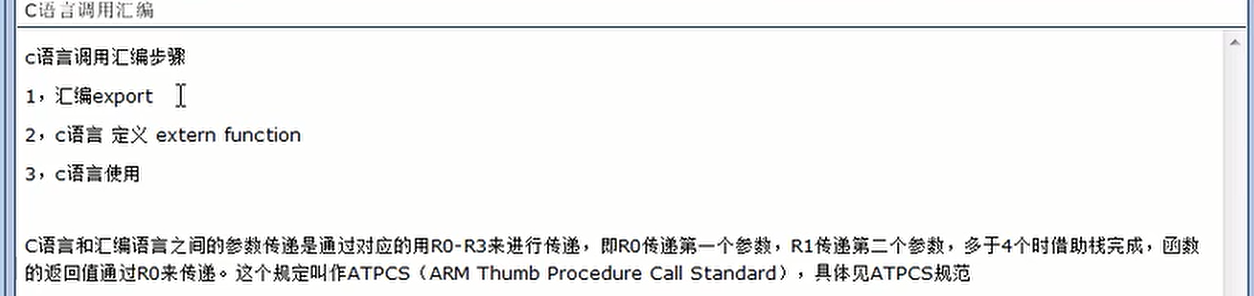 C语言调用汇编
c语言调用汇编步骤
1，汇编export
2，c语言 定义 extern function
3，c语言使用
C语言和汇编语言之间的参数传递是通过对应的用R0-R3来进行传递，即R0传递第一个参数，R1传递第二个参数，多于4个时借助栈完成，函数
的返回值通过R0来传递。这个规定叫作ATPCS（ARM Thumb Procedure Call Standard），具体见ATPCS规范